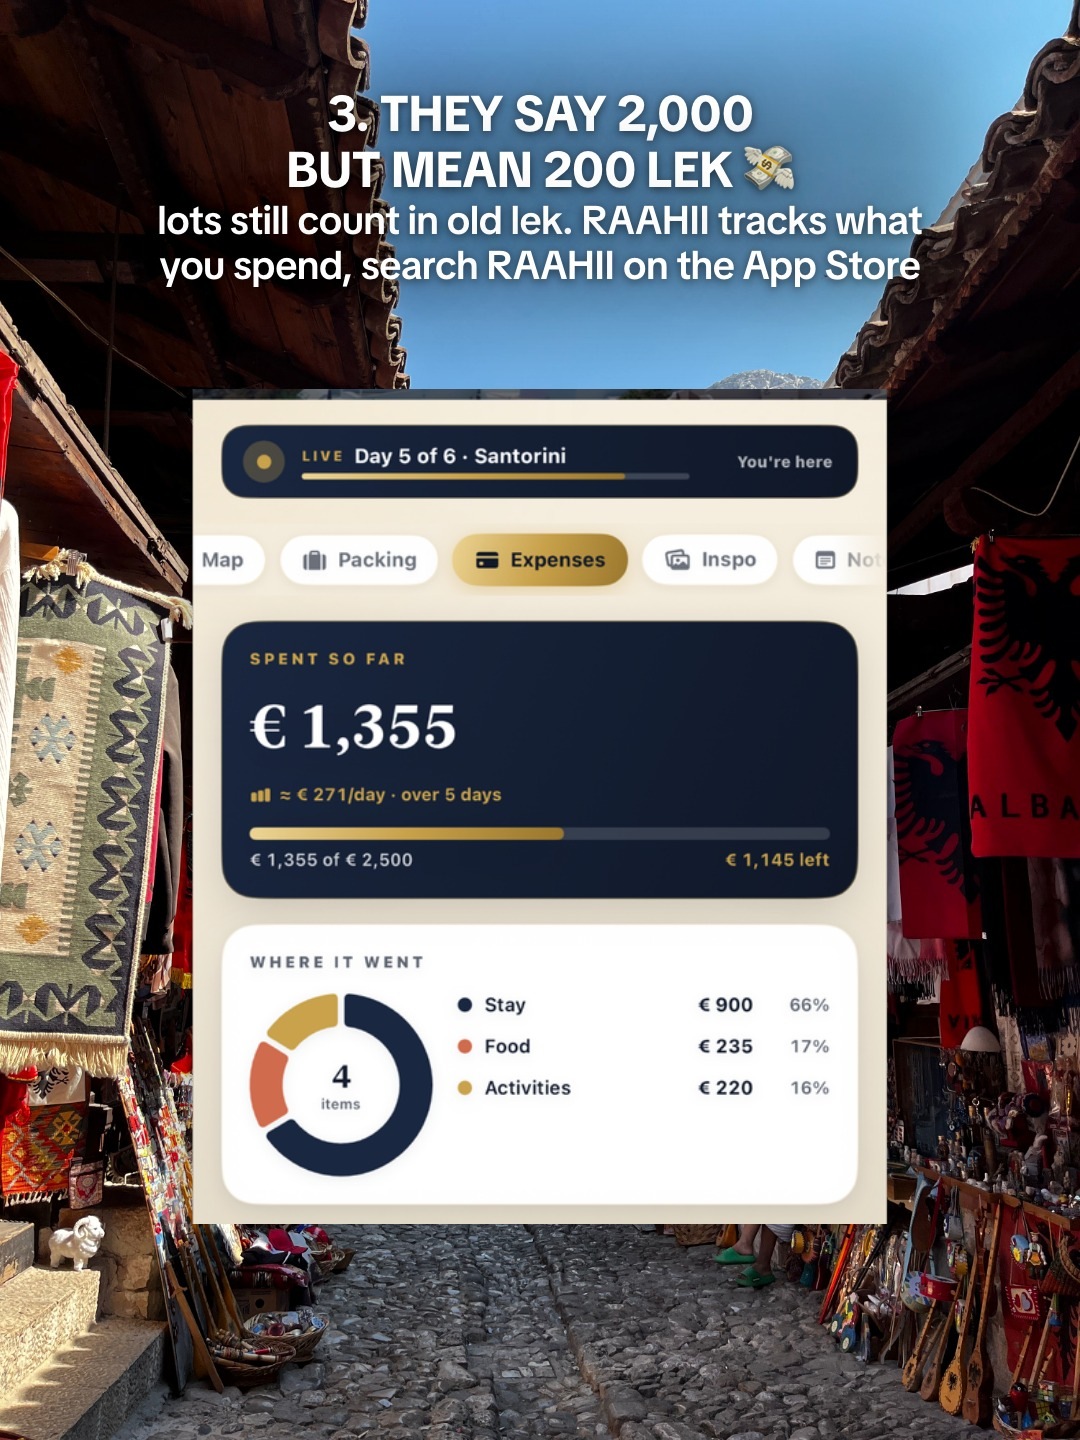 3. THEY SAY 2,000
BUT MEAN 200 LEK 💸
lots still count in old lek. RAAHII tracks what
you spend, search RAAHII on the App Store
LIVE Day 5 of 6 · Santorini
You're here
Map
Packing
Expenses
Inspo
Not
SPENT SO FAR
€ 1,355
≈ € 271/day · over 5 days
€ 1,355 of € 2,500
€ 1,145 left
WHERE IT WENT
4
items
Stay € 900 66%
Food € 235 17%
Activities € 220 16%
ALBA